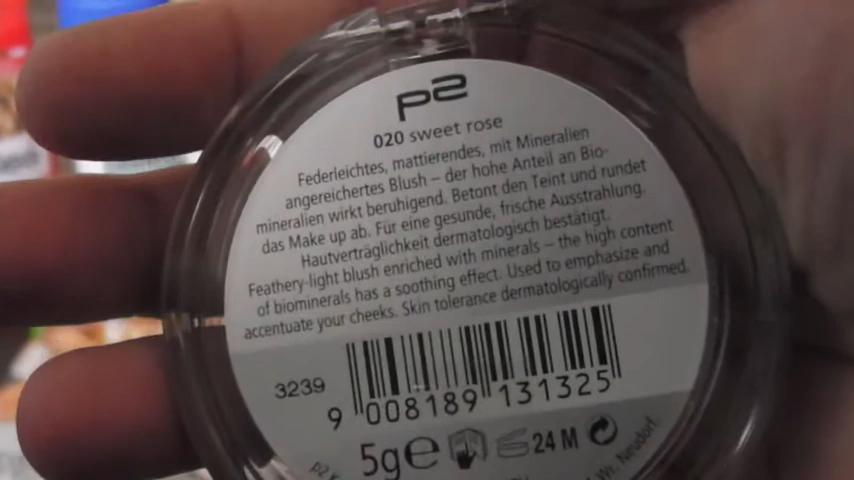 p2
020 sweet rose
Federleichtes, mattierendes, mit Mineralien
angereichertes Blush – der hohe Anteil an Bio-
mineralien wirkt beruhigend. Betont den Teint und rundet
das Make up ab. Für eine gesunde, frische Ausstrahlung.
Hautverträglichkeit dermatologisch bestätigt.
Feathery-light blush enriched with minerals – the high content
of biominerals has a soothing effect. Used to emphasize and
accentuate your cheeks. Skin tolerance dermatologically confirmed.
3239
9 008189 131325
5g e 24 M
p2 Wr. Neudorf